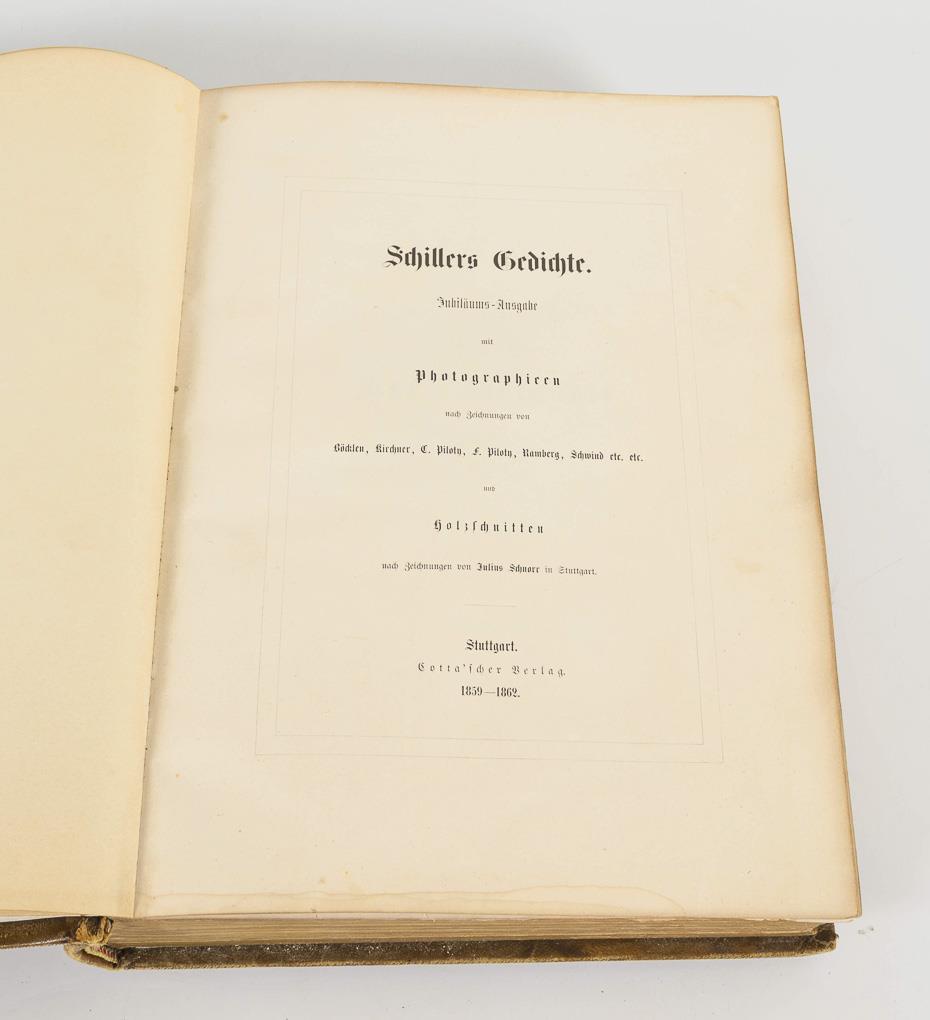 Schillers Gedichte.
Jubiläums-Ausgabe
mit
Photographieen
nach Zeichnungen von
Böcklen, Kirchner, C. Piloty, F. Piloty, Ramberg, Schwind etc. etc.
und
Holzſchnitten
nach Zeichnungen von Julius Schnorr in Stuttgart.
Stuttgart.
Cotta'ſcher Verlag.
1859—1862.